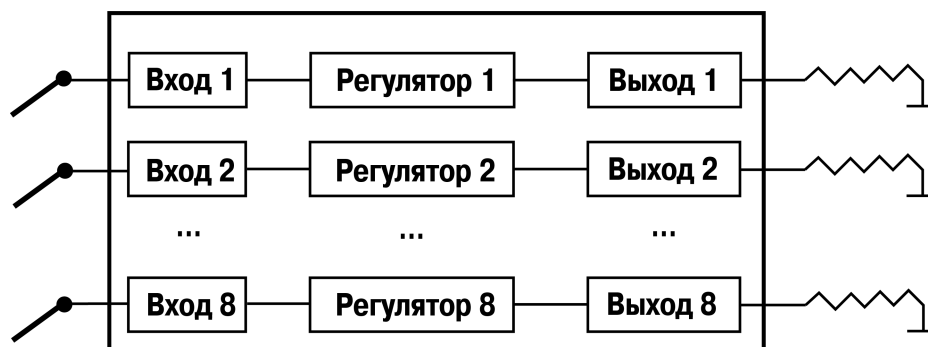 Вход 1 Регулятор 1 Выход 1
Вход 2 Регулятор 2 Выход 2
... ... ...
Вход 8 Регулятор 8 Выход 8